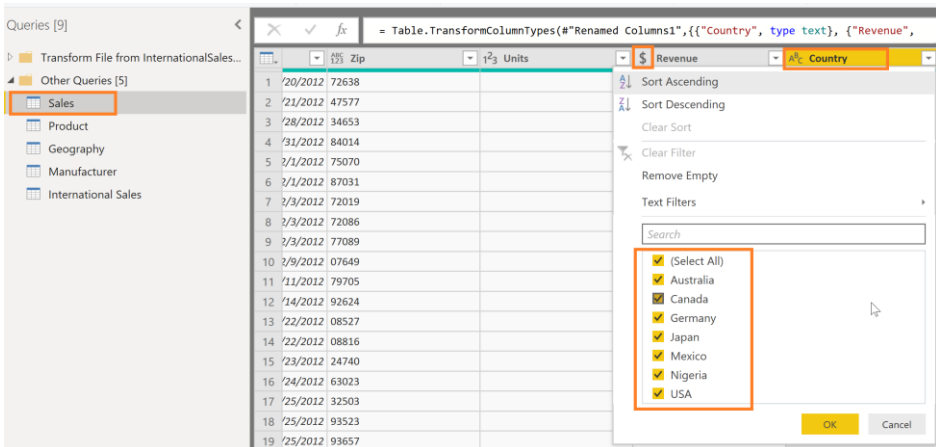 Queries [9]
<
fx
= Table.TransformColumnTypes(#"Renamed Columns1",{{"Country", type text}, {"Revenue",
Transform File from InternationalSales...
Other Queries [5]
Sales
Product
Geography
Manufacturer
International Sales
ABC 123 Zip 1²3 Units $ Revenue AᴮC Country
1 /20/2012 72638
2 /21/2012 47577
3 /28/2012 34653
4 /31/2012 84014
5 2/1/2012 75070
6 2/1/2012 87031
7 2/3/2012 72019
8 2/3/2012 72086
9 2/3/2012 77089
10 2/9/2012 07649
11 /11/2012 79705
12 /14/2012 92624
13 /22/2012 08527
14 /22/2012 08816
15 /23/2012 24740
16 /24/2012 63023
17 /25/2012 32503
18 /25/2012 93523
19 /25/2012 93657
Sort Ascending
Sort Descending
Clear Sort
Clear Filter
Remove Empty
Text Filters
Search
(Select All)
Australia
Canada
Germany
Japan
Mexico
Nigeria
USA
OK Cancel